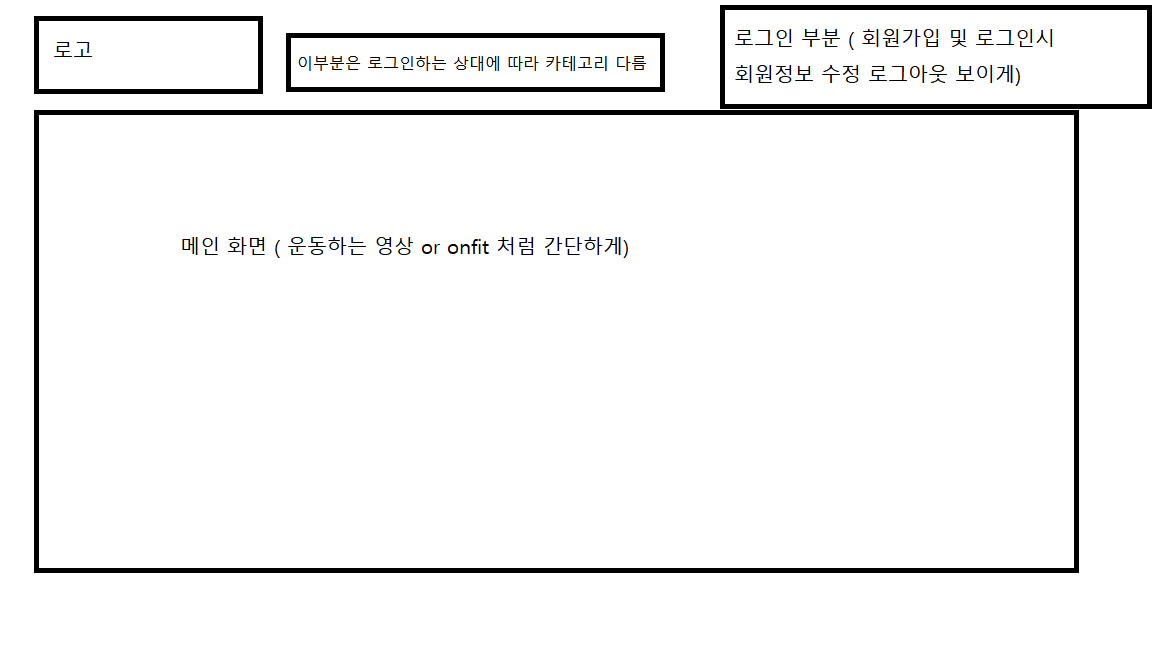 로고
이부분은 로그인하는 상대에 따라 카테고리 다름
로그인 부분 ( 회원가입 및 로그인시
회원정보 수정 로그아웃 보이게)
메인 화면 ( 운동하는 영상 or onfit 처럼 간단하게)